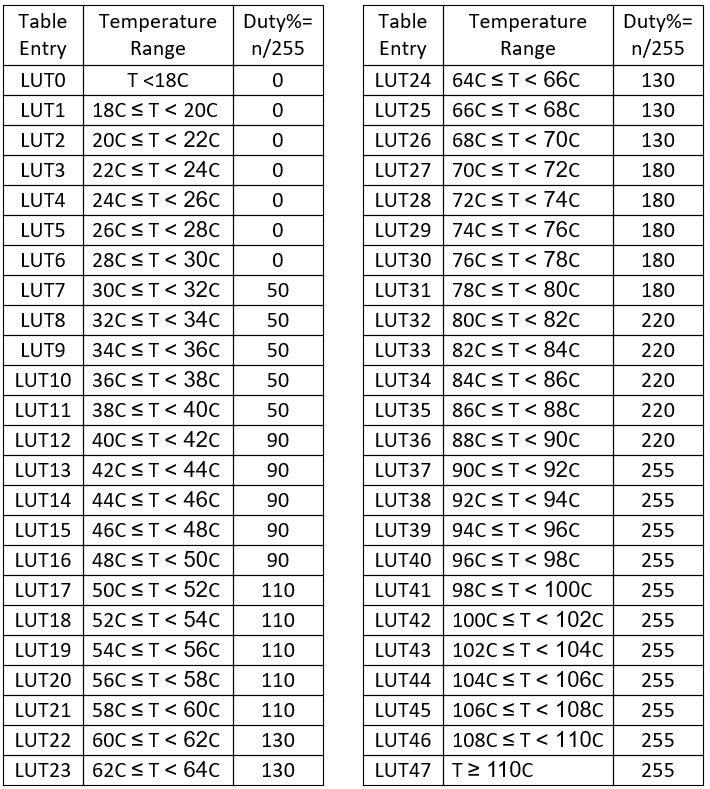 Table Entry Temperature Range Duty%= n/255
LUT0 T <18C 0
LUT1 18C ≤ T < 20C 0
LUT2 20C ≤ T < 22C 0
LUT3 22C ≤ T < 24C 0
LUT4 24C ≤ T < 26C 0
LUT5 26C ≤ T < 28C 0
LUT6 28C ≤ T < 30C 0
LUT7 30C ≤ T < 32C 50
LUT8 32C ≤ T < 34C 50
LUT9 34C ≤ T < 36C 50
LUT10 36C ≤ T < 38C 50
LUT11 38C ≤ T < 40C 50
LUT12 40C ≤ T < 42C 90
LUT13 42C ≤ T < 44C 90
LUT14 44C ≤ T < 46C 90
LUT15 46C ≤ T < 48C 90
LUT16 48C ≤ T < 50C 90
LUT17 50C ≤ T < 52C 110
LUT18 52C ≤ T < 54C 110
LUT19 54C ≤ T < 56C 110
LUT20 56C ≤ T < 58C 110
LUT21 58C ≤ T < 60C 110
LUT22 60C ≤ T < 62C 130
LUT23 62C ≤ T < 64C 130
Table Entry Temperature Range Duty%= n/255
LUT24 64C ≤ T < 66C 130
LUT25 66C ≤ T < 68C 130
LUT26 68C ≤ T < 70C 130
LUT27 70C ≤ T < 72C 180
LUT28 72C ≤ T < 74C 180
LUT29 74C ≤ T < 76C 180
LUT30 76C ≤ T < 78C 180
LUT31 78C ≤ T < 80C 180
LUT32 80C ≤ T < 82C 220
LUT33 82C ≤ T < 84C 220
LUT34 84C ≤ T < 86C 220
LUT35 86C ≤ T < 88C 220
LUT36 88C ≤ T < 90C 220
LUT37 90C ≤ T < 92C 255
LUT38 92C ≤ T < 94C 255
LUT39 94C ≤ T < 96C 255
LUT40 96C ≤ T < 98C 255
LUT41 98C ≤ T < 100C 255
LUT42 100C ≤ T < 102C 255
LUT43 102C ≤ T < 104C 255
LUT44 104C ≤ T < 106C 255
LUT45 106C ≤ T < 108C 255
LUT46 108C ≤ T < 110C 255
LUT47 T ≥ 110C 255